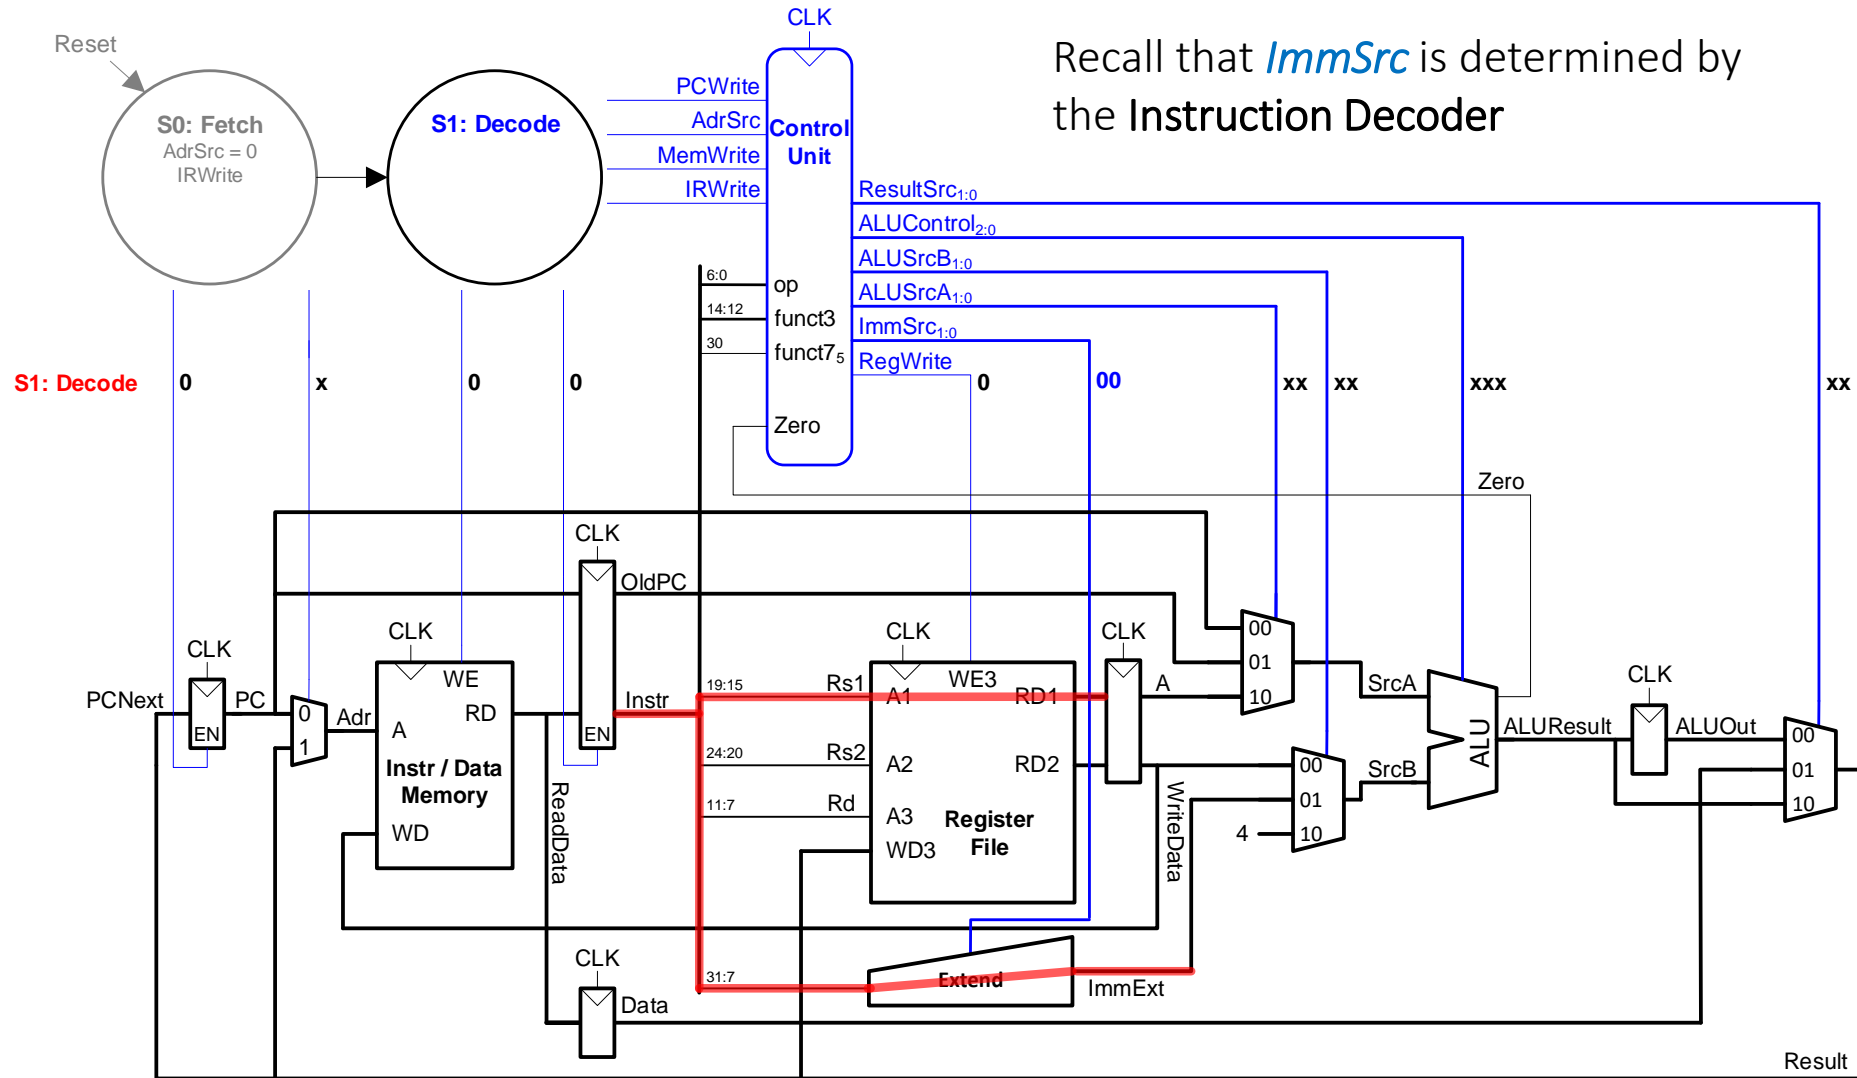 CLK
Reset
Recall that ImmSrc is determined by
the Instruction Decoder
PCWrite
S0: Fetch
AdrSrc = 0
IRWrite
S1: Decode
AdrSrc
Control
Unit
MemWrite
IRWrite
ResultSrc1:0
ALUControl2:0
ALUSrcB1:0
6:0
op
ALUSrcA1:0
14:12
funct3
ImmSrc1:0
30
funct75
RegWrite
S1: Decode
0
x
0
0
0
00
xx
xx
xxx
xx
Zero
Zero
CLK
OldPC
CLK
CLK
CLK
CLK
00
PCNext
PC
EN
0
1
Adr
WE
A
RD
Instr / Data
Memory
WD
Instr
EN
19:15
Rs1
A1
WE3
RD1
A
01
10
SrcA
CLK
24:20
Rs2
A2
RD2
00
SrcB
ALU
ALUResult
ALUOut
00
01
10
11:7
Rd
A3
Register
File
WD3
01
4
10
ReadData
WriteData
CLK
31:7
Extend
ImmExt
Data
Result